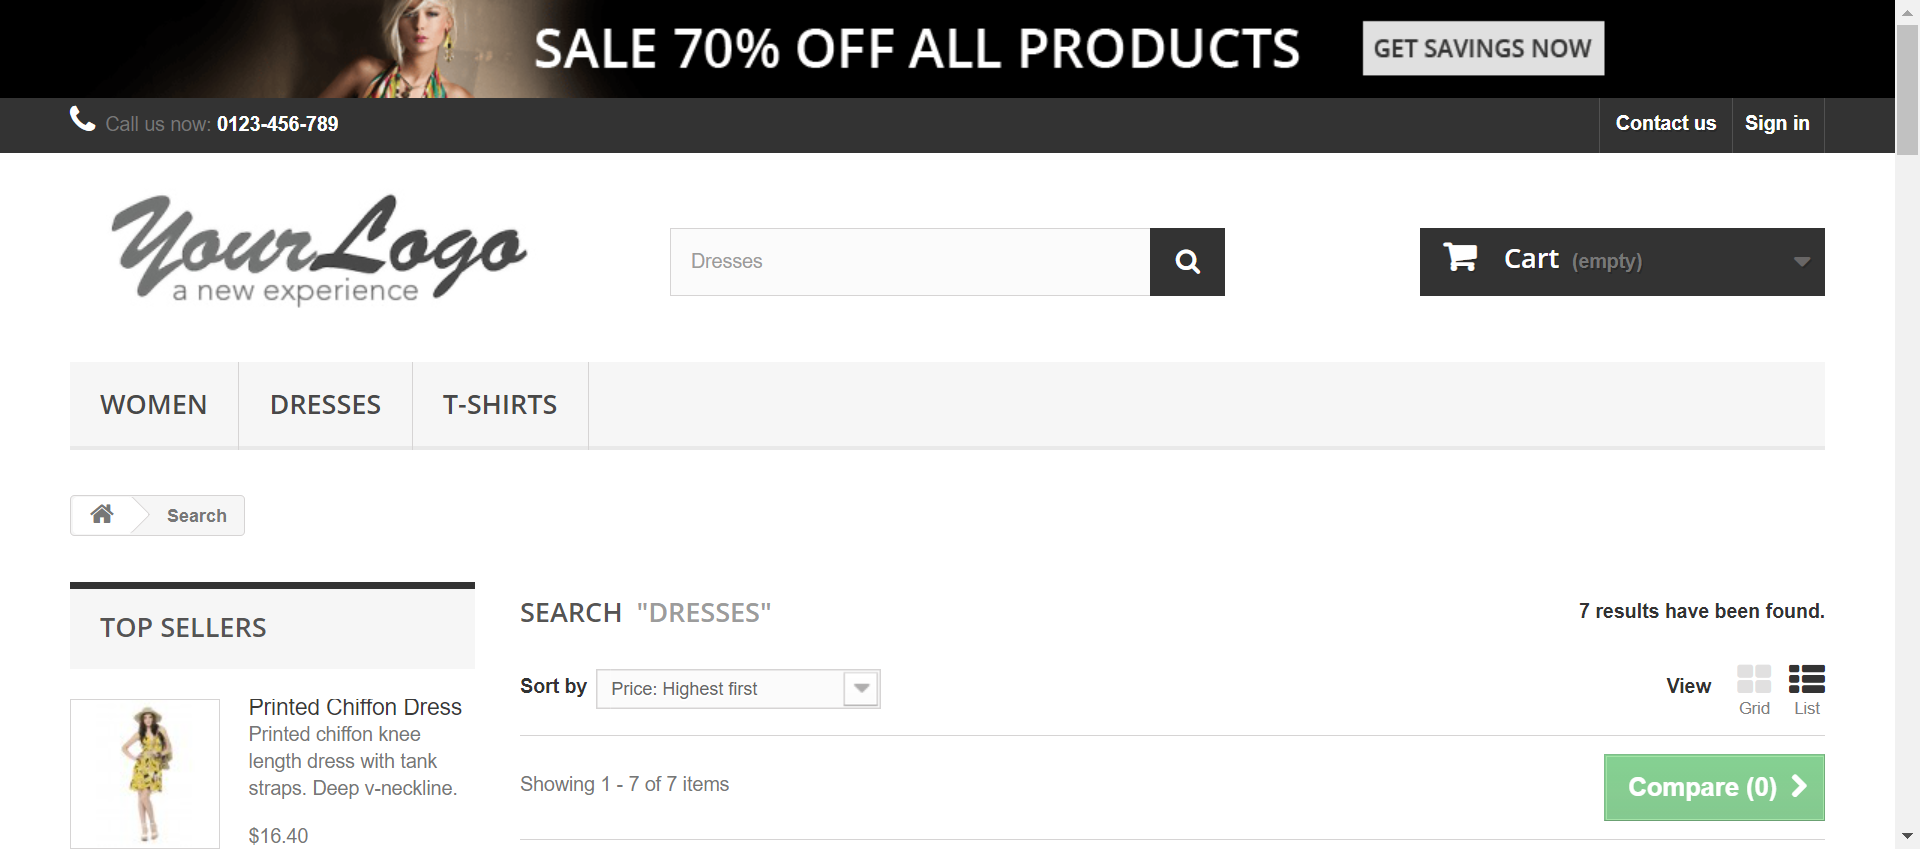 SALE 70% OFF ALL PRODUCTS
GET SAVINGS NOW
Call us now: 0123-456-789
Contact us
Sign in
Your Logo
a new experience
Dresses
Cart (empty)
WOMEN
DRESSES
T-SHIRTS
Search
TOP SELLERS
Printed Chiffon Dress
Printed chiffon knee
length dress with tank
straps. Deep v-neckline.
$16.40
SEARCH "DRESSES"
7 results have been found.
Sort by
Price: Highest first
View
Grid
List
Showing 1 - 7 of 7 items
Compare (0)